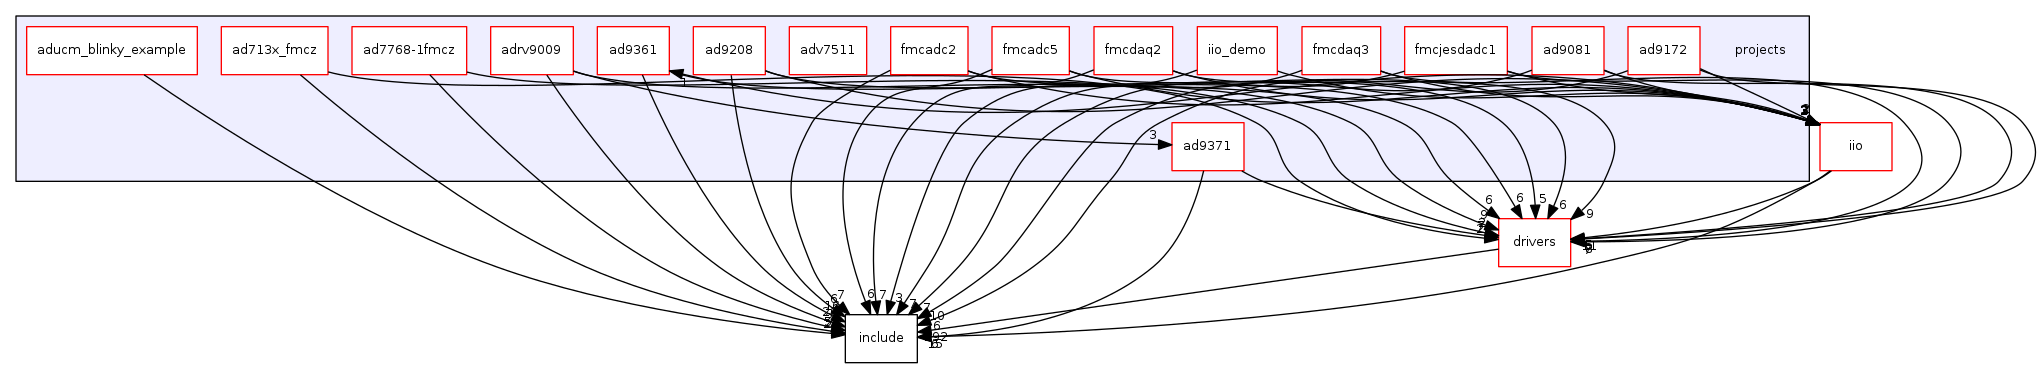 aducm_blinky_example
ad713x_fmcz
ad7768-1fmcz
adrv9009
ad9361
ad9208
adv7511
fmcadc2
fmcadc5
fmcdaq2
iio_demo
fmcdaq3
fmcjesdadc1
ad9081
ad9172
projects
1
3
ad9371
iio
6
6
5
6
9
9
drivers
7
6
7
3
7
7
10
6
include